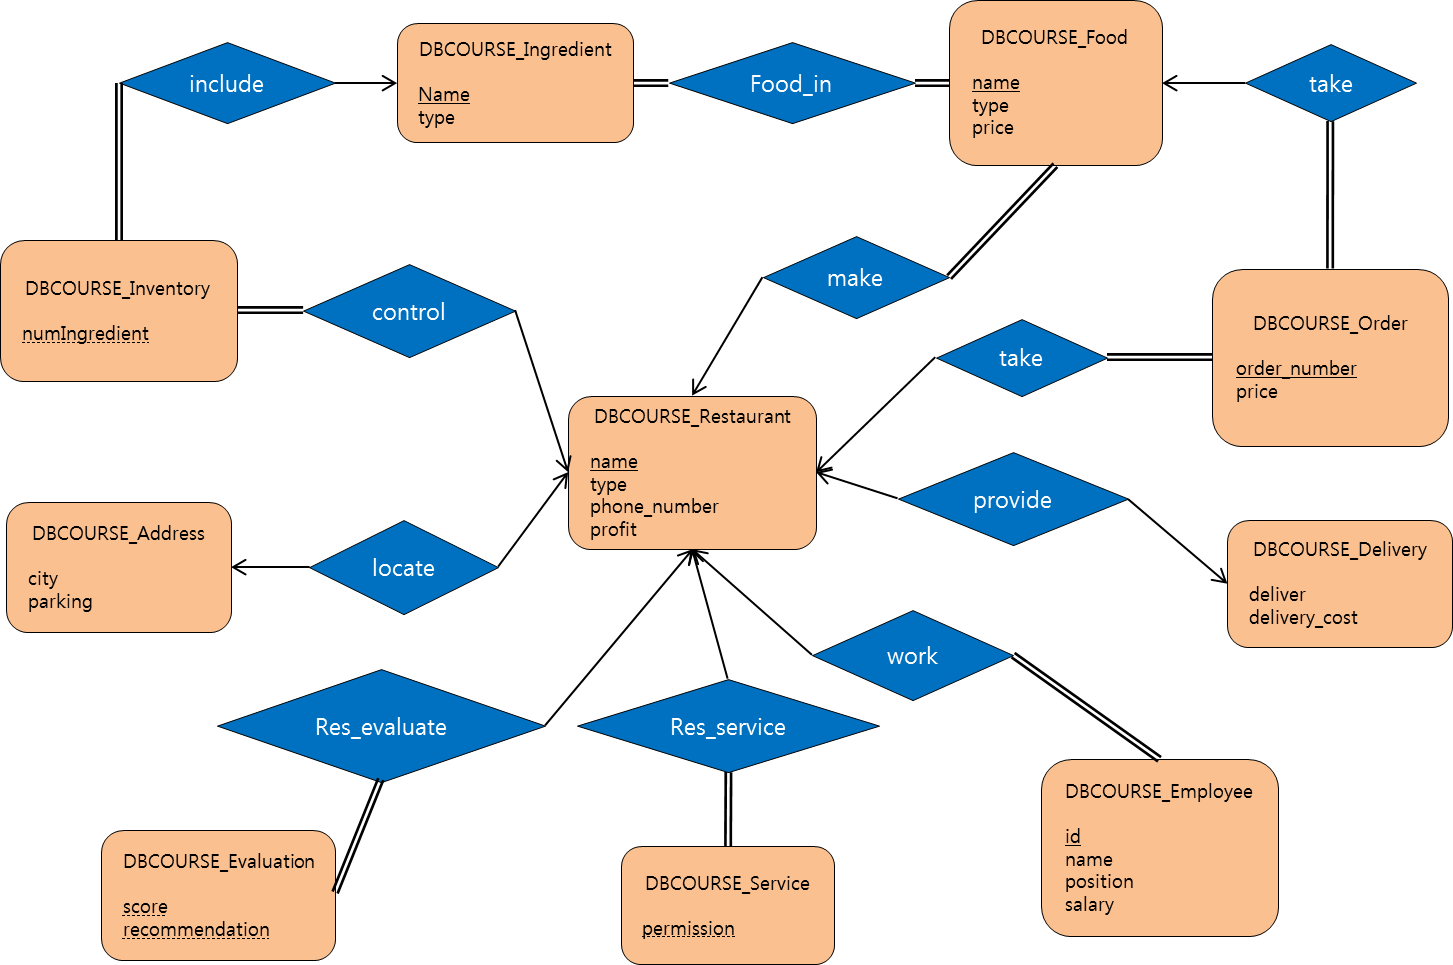 DBCOURSE_Ingredient
Name
type
include
Food_in
DBCOURSE_Food
name
type
price
take
DBCOURSE_Inventory
numIngredient
control
make
take
DBCOURSE_Order
order_number
price
DBCOURSE_Restaurant
name
type
phone_number
profit
provide
DBCOURSE_Address
city
parking
locate
DBCOURSE_Delivery
deliver
delivery_cost
work
Res_evaluate
Res_service
DBCOURSE_Employee
id
name
position
salary
DBCOURSE_Evaluation
score
recommendation
DBCOURSE_Service
permission